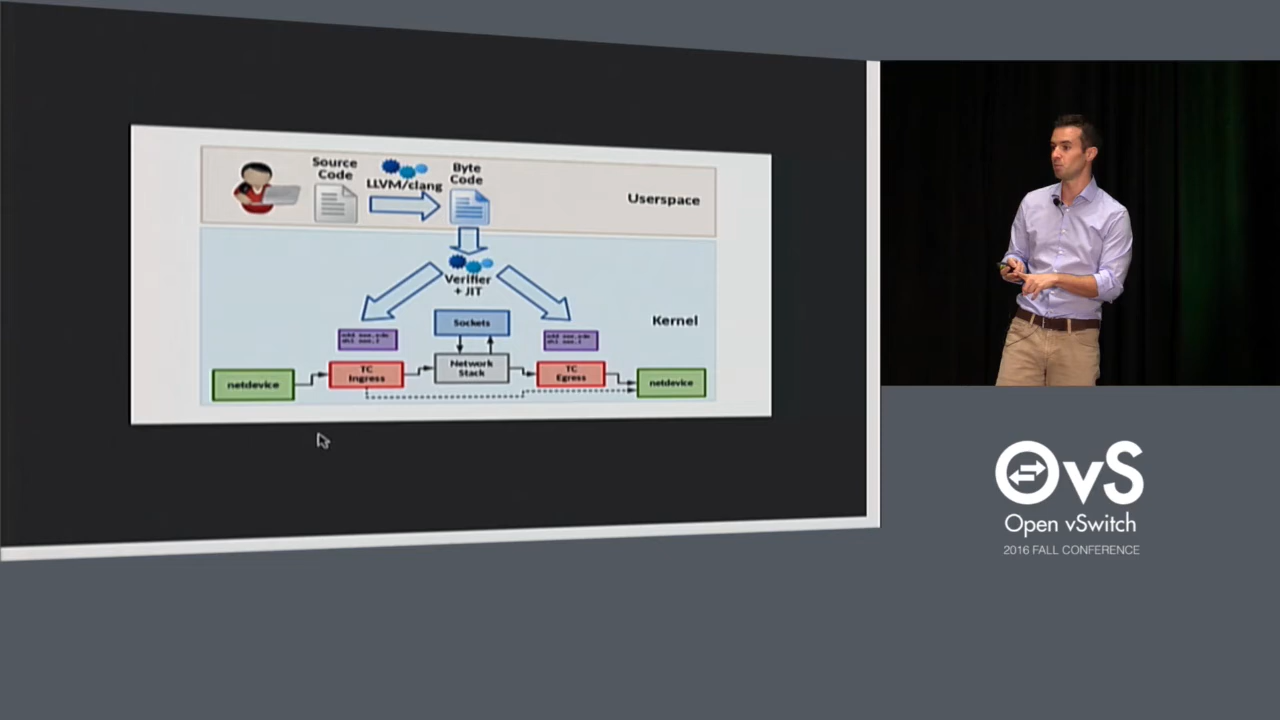 Source
Code
LLVM/clang
Byte
Code
Userspace
Verifier
+ JIT
Sockets
Kernel
netdevice
TC
Ingress
Network
Stack
TC
Egress
netdevice
OvS
Open vSwitch
2016 FALL CONFERENCE